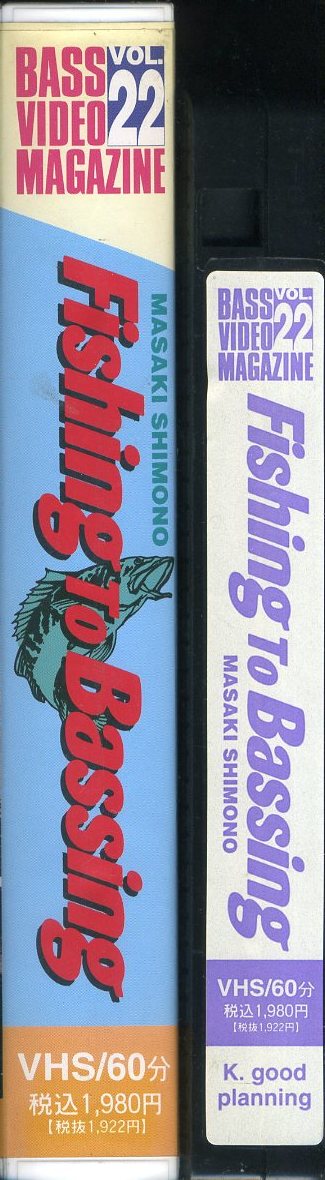 BASS
VIDEO
MAGAZINE
VOL.
22
MASAKI SHIMONO
Fishing To Bassing
VHS/60分
税込1,980円
【税抜1,922円】
BASS
VIDEO
MAGAZINE
VOL.
22
Fishing To Bassing
MASAKI SHIMONO
VHS/60分
税込1,980円
【税抜1,922円】
K. good
planning